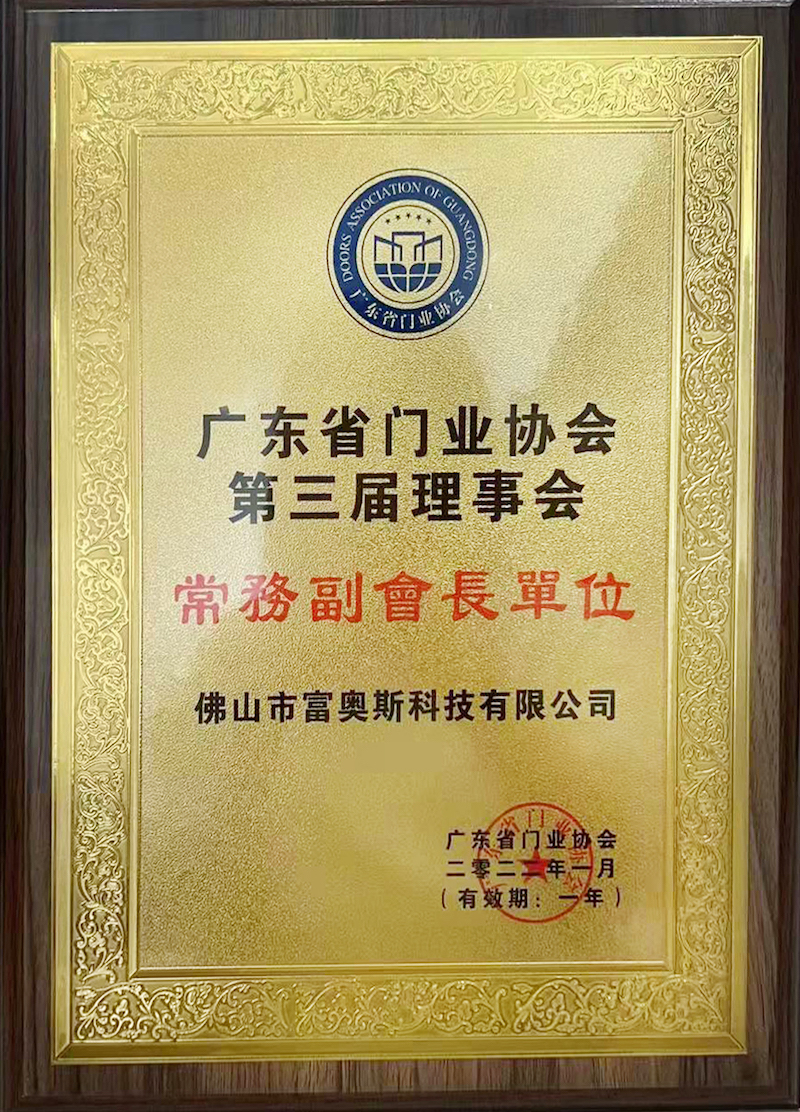 DOORS ASSOCIATION OF GUANGDONG
广东省门业协会
广东省门业协会
第三届理事会
常務副會長單位
佛山市富奥斯科技有限公司
广东省门业协会
二零二二年一月
(有效期:一年)